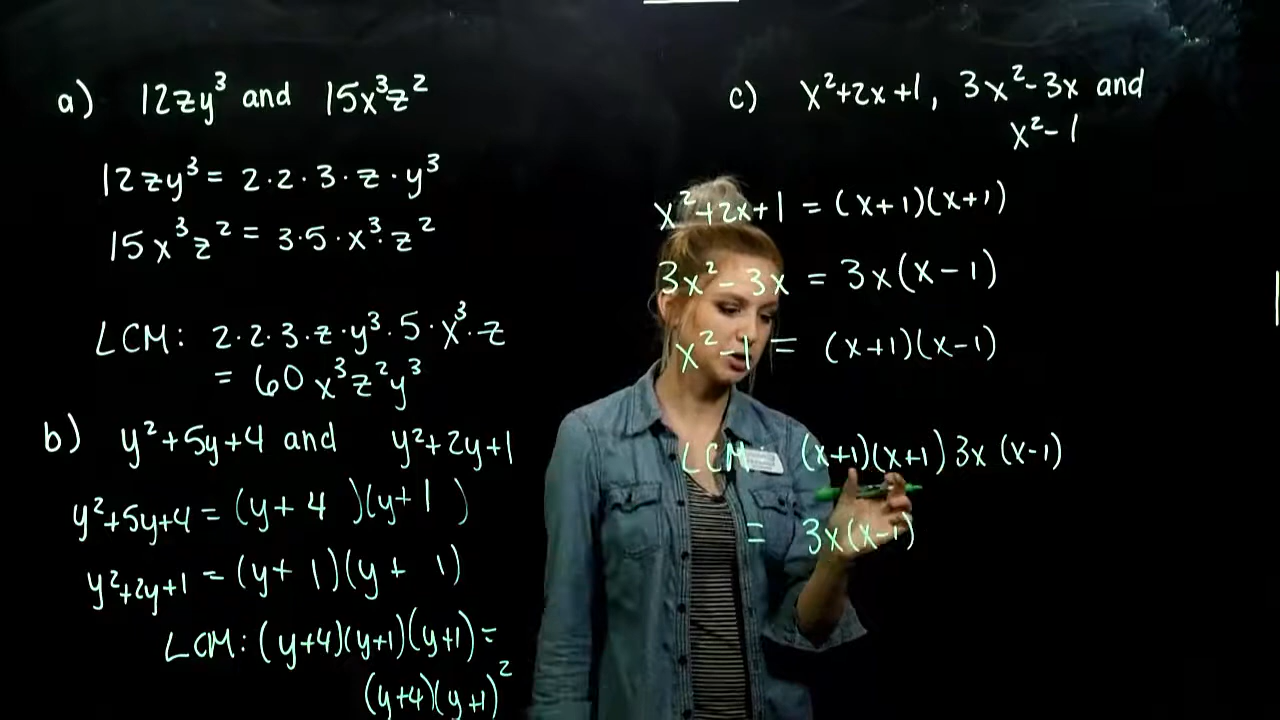 a) 12zy³ and 15x³z²
12zy³ = 2·2·3·z·y³
15x³z² = 3·5·x³·z²
LCM: 2·2·3·z·y³·5·x³·z
= 60x³z²y³
b) y²+5y+4 and y²+2y+1
y²+5y+4 = (y+4)(y+1)
y²+2y+1 = (y+1)(y+1)
LCM: (y+4)(y+1)(y+1) =
(y+4)(y+1)²
c) x²+2x+1, 3x²-3x and
x²-1
x²+2x+1 = (x+1)(x+1)
3x²-3x = 3x(x-1)
x²-1 = (x+1)(x-1)
LCM: (x+1)(x+1)3x(x-1)
= 3x(x-1)